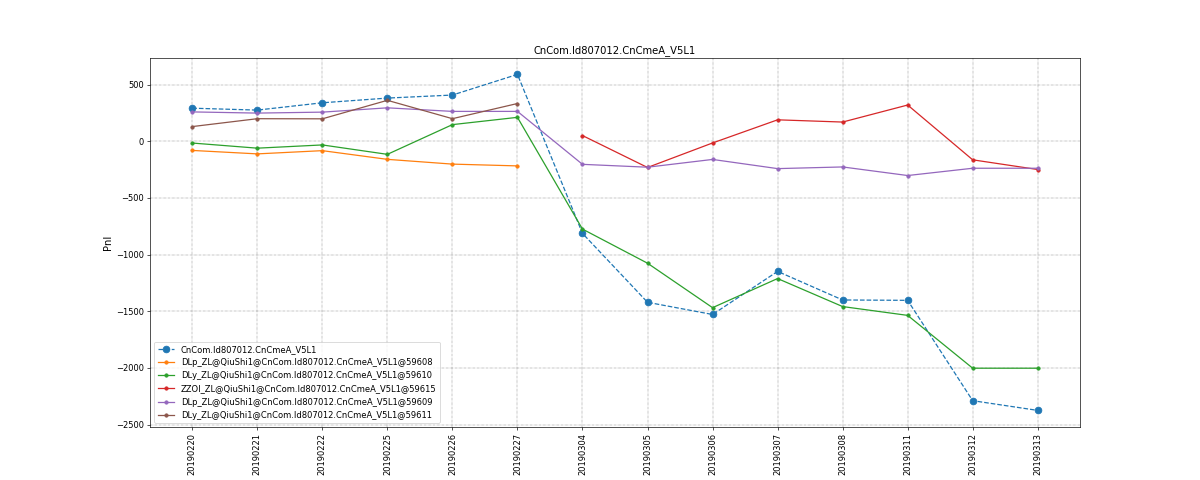 CnCom.Id807012.CnCmeA_V5L1
500
0
−500
−1000
−1500
−2000
−2500
Pnl
CnCom.Id807012.CnCmeA_V5L1
DLp_ZL@QiuShi1@CnCom.Id807012.CnCmeA_V5L1@59608
DLy_ZL@QiuShi1@CnCom.Id807012.CnCmeA_V5L1@59610
ZZOI_ZL@QiuShi1@CnCom.Id807012.CnCmeA_V5L1@59615
DLp_ZL@QiuShi1@CnCom.Id807012.CnCmeA_V5L1@59609
DLy_ZL@QiuShi1@CnCom.Id807012.CnCmeA_V5L1@59611
20190220
20190221
20190222
20190225
20190226
20190227
20190304
20190305
20190306
20190307
20190308
20190311
20190312
20190313